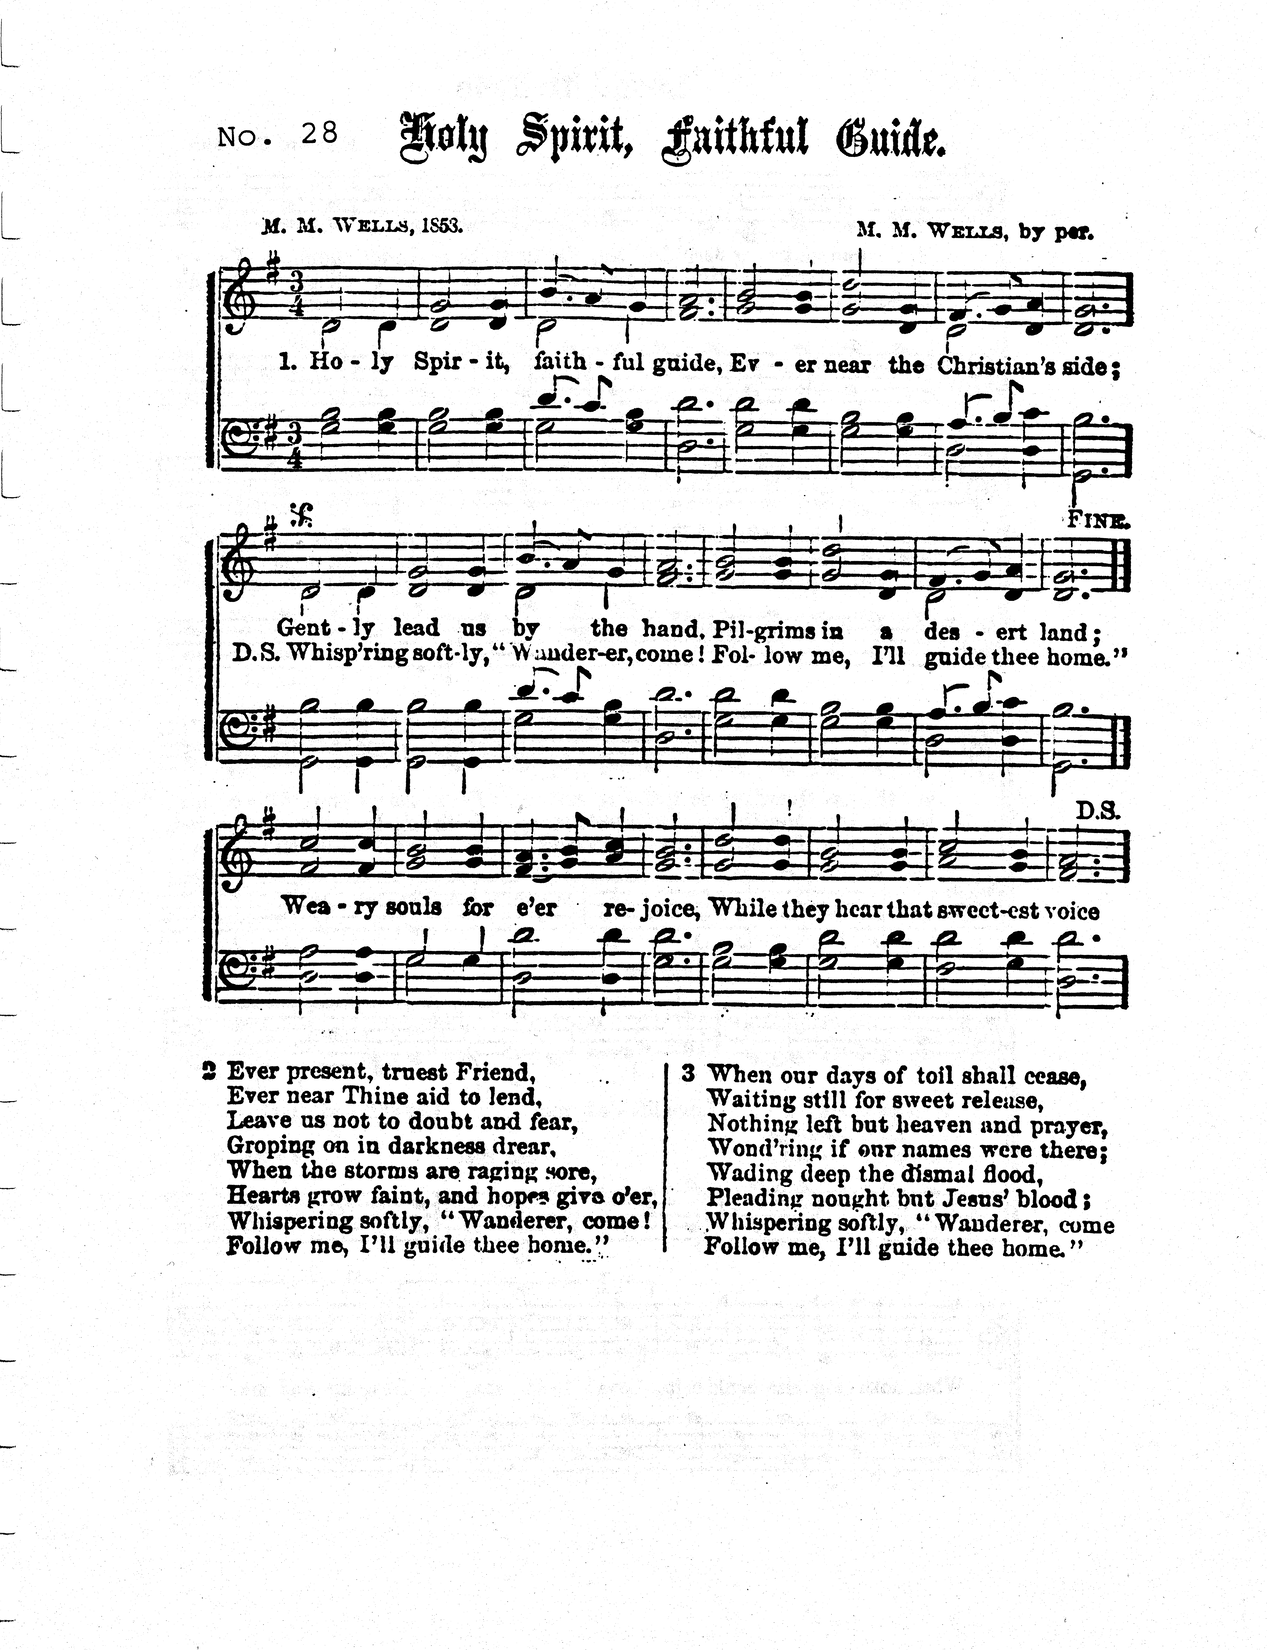 No. 28 Holy Spirit, Faithful Guide.
M. M. WELLS, 1853. M. M. WELLS, by per.
1. Ho - ly Spir - it, faith - ful guide, Ev - er near the Christian's side;
FINE.
Gent - ly lead us by the hand, Pil-grims in a des - ert land;
D.S. Whisp'ring soft-ly, "Wander-er, come! Fol- low me, I'll guide thee home."
D.S.
Wea - ry souls for e'er re- joice, While they hear that sweet-est voice
2 Ever present, truest Friend,
Ever near Thine aid to lend,
Leave us not to doubt and fear,
Groping on in darkness drear,
When the storms are raging sore,
Hearts grow faint, and hopes give o'er,
Whispering softly, "Wanderer, come!
Follow me, I'll guide thee home."
3 When our days of toil shall cease,
Waiting still for sweet release,
Nothing left but heaven and prayer,
Wond'ring if our names were there;
Wading deep the dismal flood,
Pleading nought but Jesus' blood;
Whispering softly, "Wanderer, come
Follow me, I'll guide thee home."